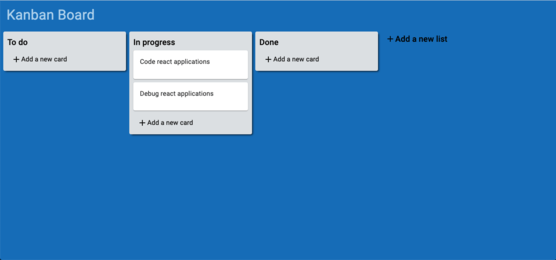 Kanban Board
To do
+ Add a new card
In progress
Code react applications
Debug react applications
+ Add a new card
Done
+ Add a new card
+ Add a new list